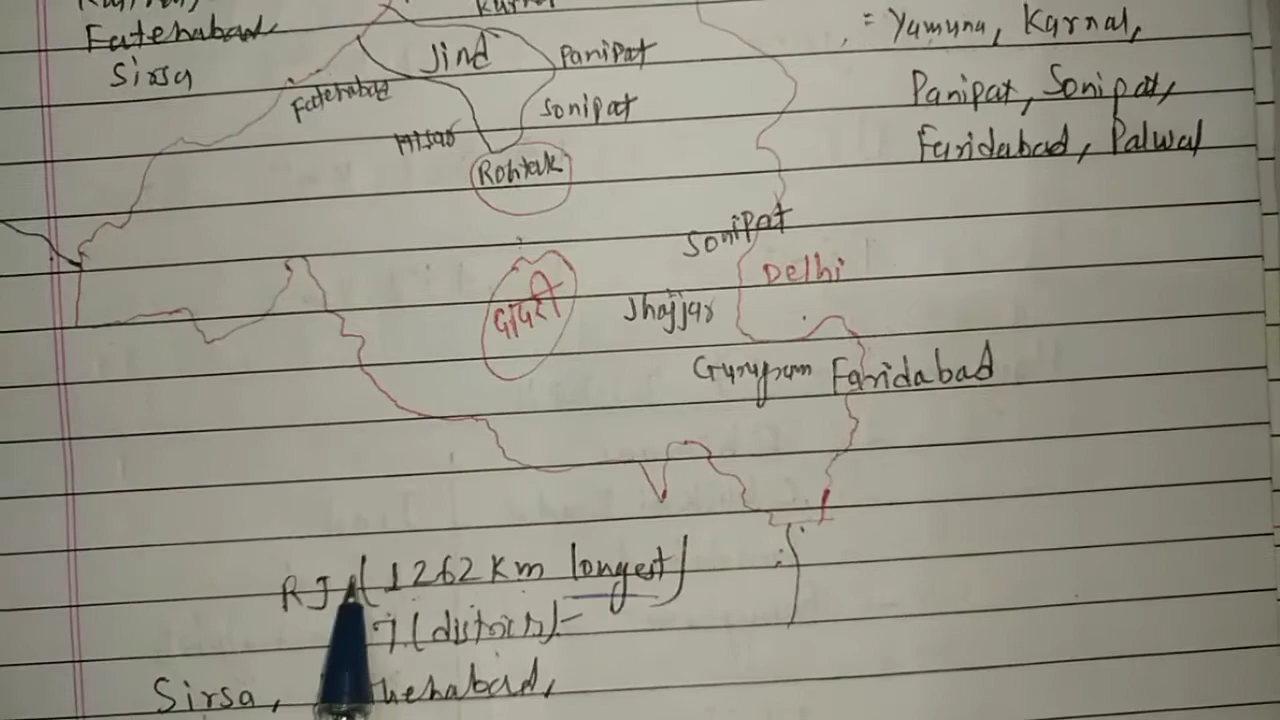 Fatehabad
Sirsa
= Yamuna, Karnal,
Panipat, Sonipat,
Faridabad, Palwal
Jind
Panipat
Fatehabad
Sonipat
Hisar
Rohtak
Sonipat
Delhi
Jhajjar
Gurugram Faridabad
RJ (1262 Km longest)
7 (districts)-
Sirsa,